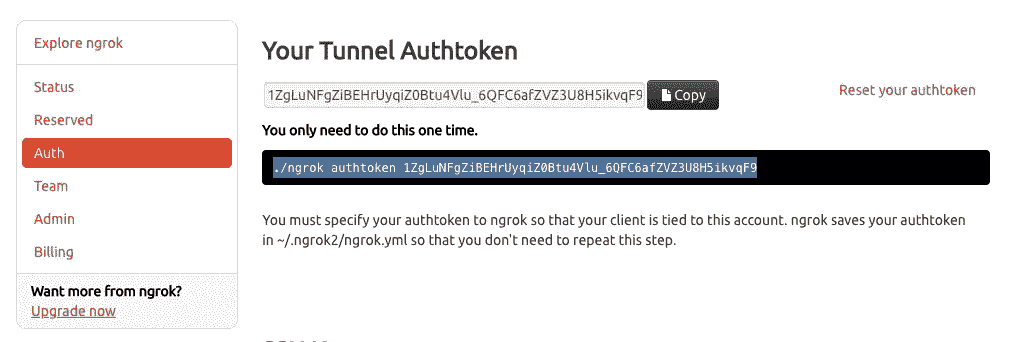 Explore ngrok
Status
Reserved
Auth
Team
Admin
Billing
Want more from ngrok?
Upgrade now
Your Tunnel Authtoken
1ZgLuNFgZiBEHrUyqiZ0Btu4Vlu_6QFC6afZVZ3U8H5ikvqF9
Copy
Reset your authtoken
You only need to do this one time.
./ngrok authtoken 1ZgLuNFgZiBEHrUyqiZ0Btu4Vlu_6QFC6afZVZ3U8H5ikvqF9
You must specify your authtoken to ngrok so that your client is tied to this account. ngrok saves your authtoken
in ~/.ngrok2/ngrok.yml so that you don't need to repeat this step.